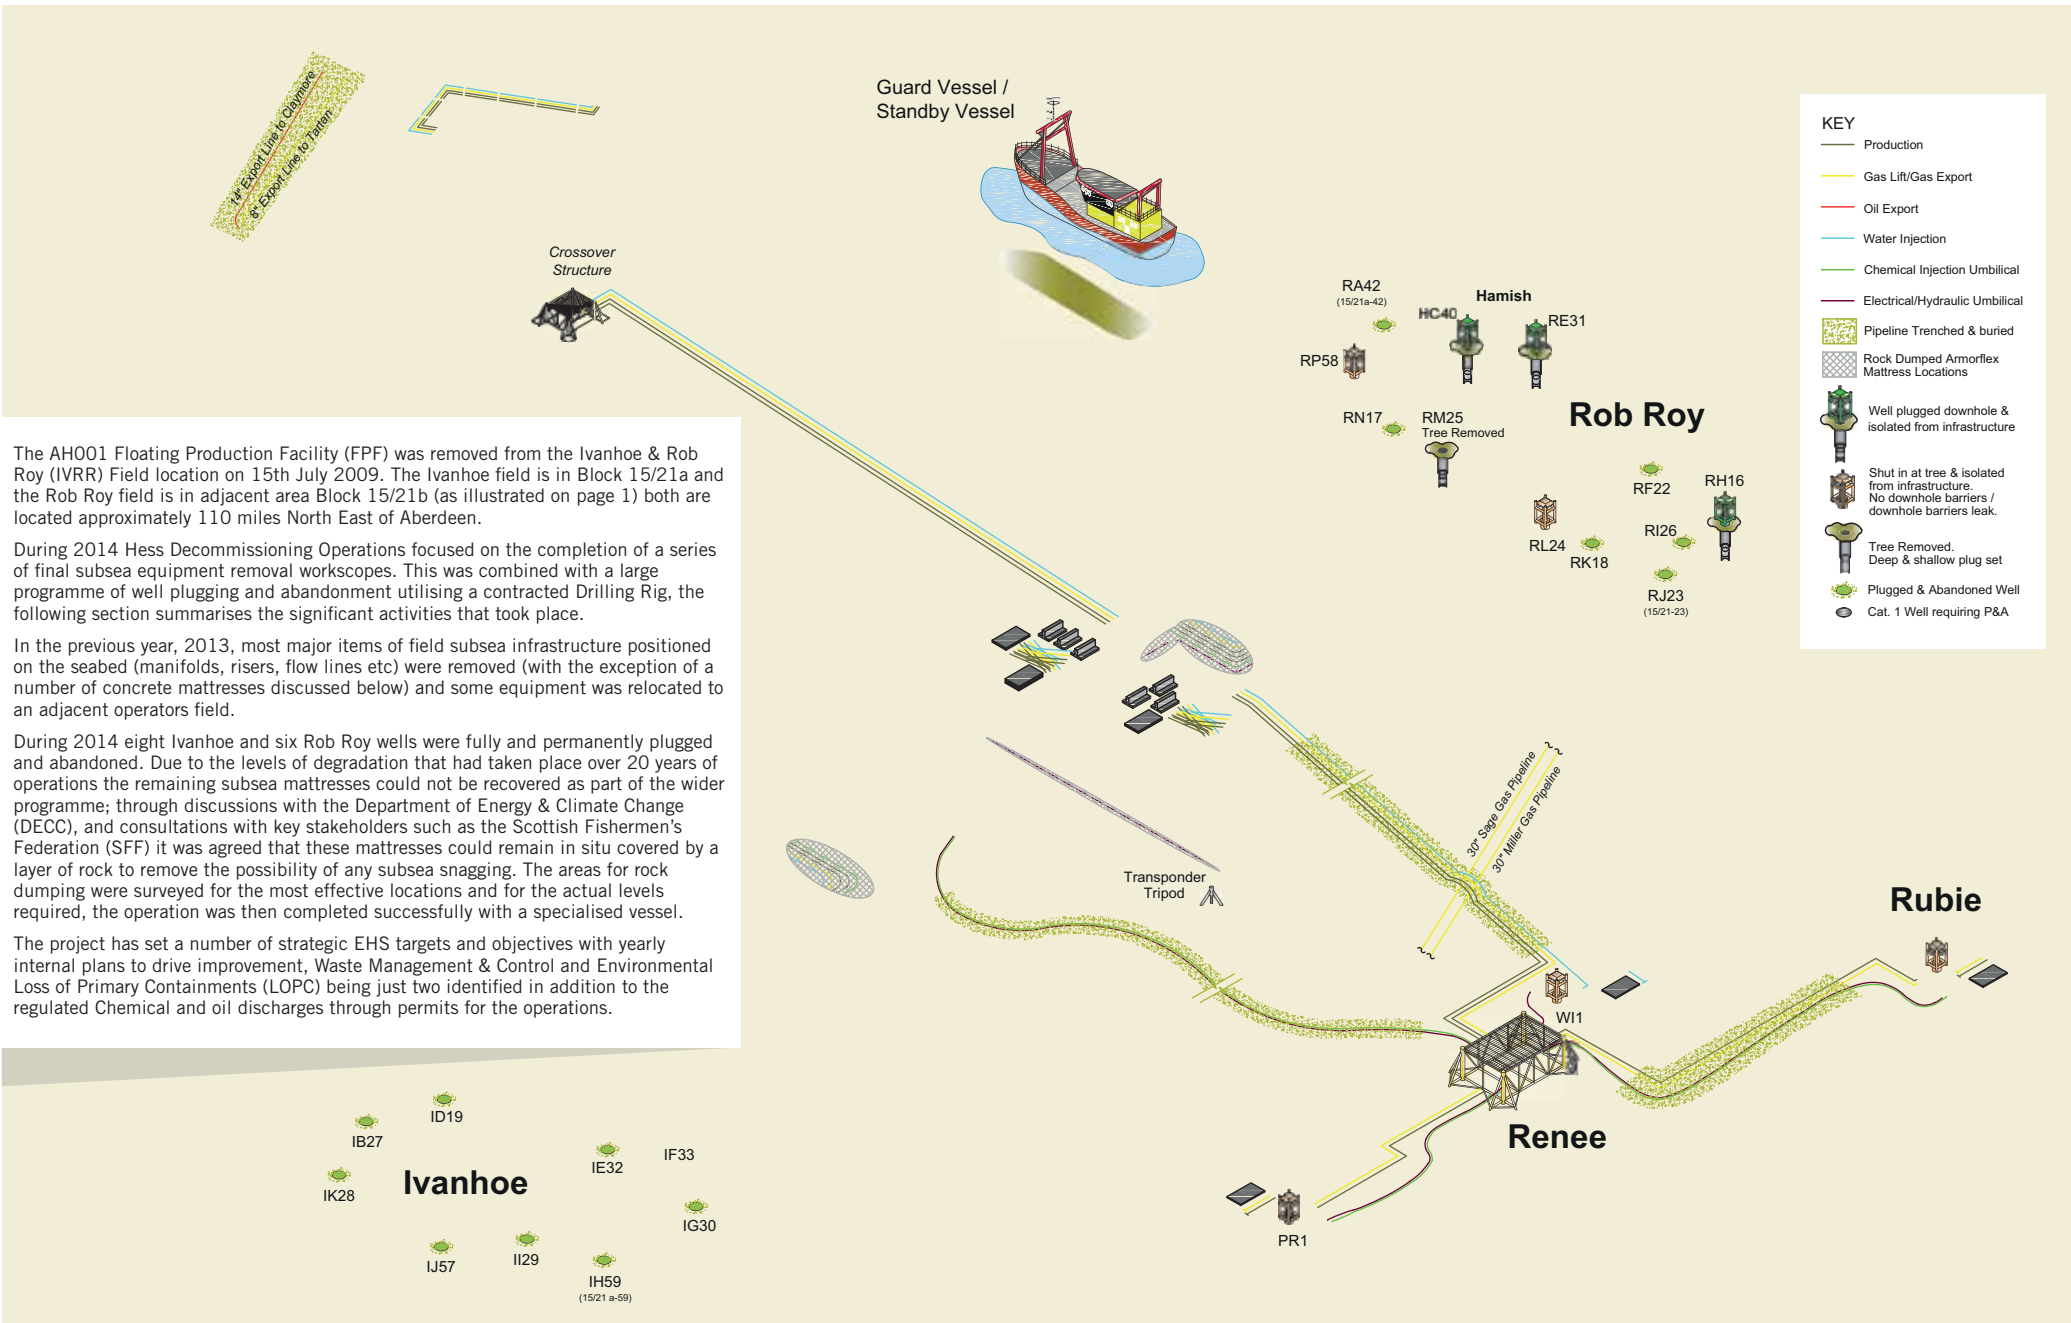 14" Export Line to Claymore
8" Export Line to Tartan
Guard Vessel /
Standby Vessel
Crossover
Structure
KEY
Production
Gas Lift/Gas Export
Oil Export
Water Injection
Chemical Injection Umbilical
Electrical/Hydraulic Umbilical
Pipeline Trenched & buried
Rock Dumped Armorflex
Mattress Locations
Well plugged downhole &
isolated from infrastructure
Shut in at tree & isolated
from infrastructure.
No downhole barriers /
downhole barriers leak.
Tree Removed.
Deep & shallow plug set
Plugged & Abandoned Well
Cat. 1 Well requiring P&A
RA42
(15/21a-42)
Hamish
HC40
RE31
RP58
Rob Roy
RN17
RM25
Tree Removed
RF22
RH16
RL24
RI26
RK18
RJ23
(15/21-23)
The AH001 Floating Production Facility (FPF) was removed from the Ivanhoe & Rob
Roy (IVRR) Field location on 15th July 2009. The Ivanhoe field is in Block 15/21a and
the Rob Roy field is in adjacent area Block 15/21b (as illustrated on page 1) both are
located approximately 110 miles North East of Aberdeen.
During 2014 Hess Decommissioning Operations focused on the completion of a series
of final subsea equipment removal workscopes. This was combined with a large
programme of well plugging and abandonment utilising a contracted Drilling Rig, the
following section summarises the significant activities that took place.
In the previous year, 2013, most major items of field subsea infrastructure positioned
on the seabed (manifolds, risers, flow lines etc) were removed (with the exception of a
number of concrete mattresses discussed below) and some equipment was relocated to
an adjacent operators field.
During 2014 eight Ivanhoe and six Rob Roy wells were fully and permanently plugged
and abandoned. Due to the levels of degradation that had taken place over 20 years of
operations the remaining subsea mattresses could not be recovered as part of the wider
programme; through discussions with the Department of Energy & Climate Change
(DECC), and consultations with key stakeholders such as the Scottish Fishermen's
Federation (SFF) it was agreed that these mattresses could remain in situ covered by a
layer of rock to remove the possibility of any subsea snagging. The areas for rock
dumping were surveyed for the most effective locations and for the actual levels
required, the operation was then completed successfully with a specialised vessel.
The project has set a number of strategic EHS targets and objectives with yearly
internal plans to drive improvement, Waste Management & Control and Environmental
Loss of Primary Containments (LOPC) being just two identified in addition to the
regulated Chemical and oil discharges through permits for the operations.
30" Sage Gas Pipeline
30" Miller Gas Pipeline
Transponder
Tripod
Rubie
WI1
Renee
PR1
ID19
IB27
IE32
IF33
IK28
Ivanhoe
IG30
IJ57
II29
IH59
(15/21 a-59)